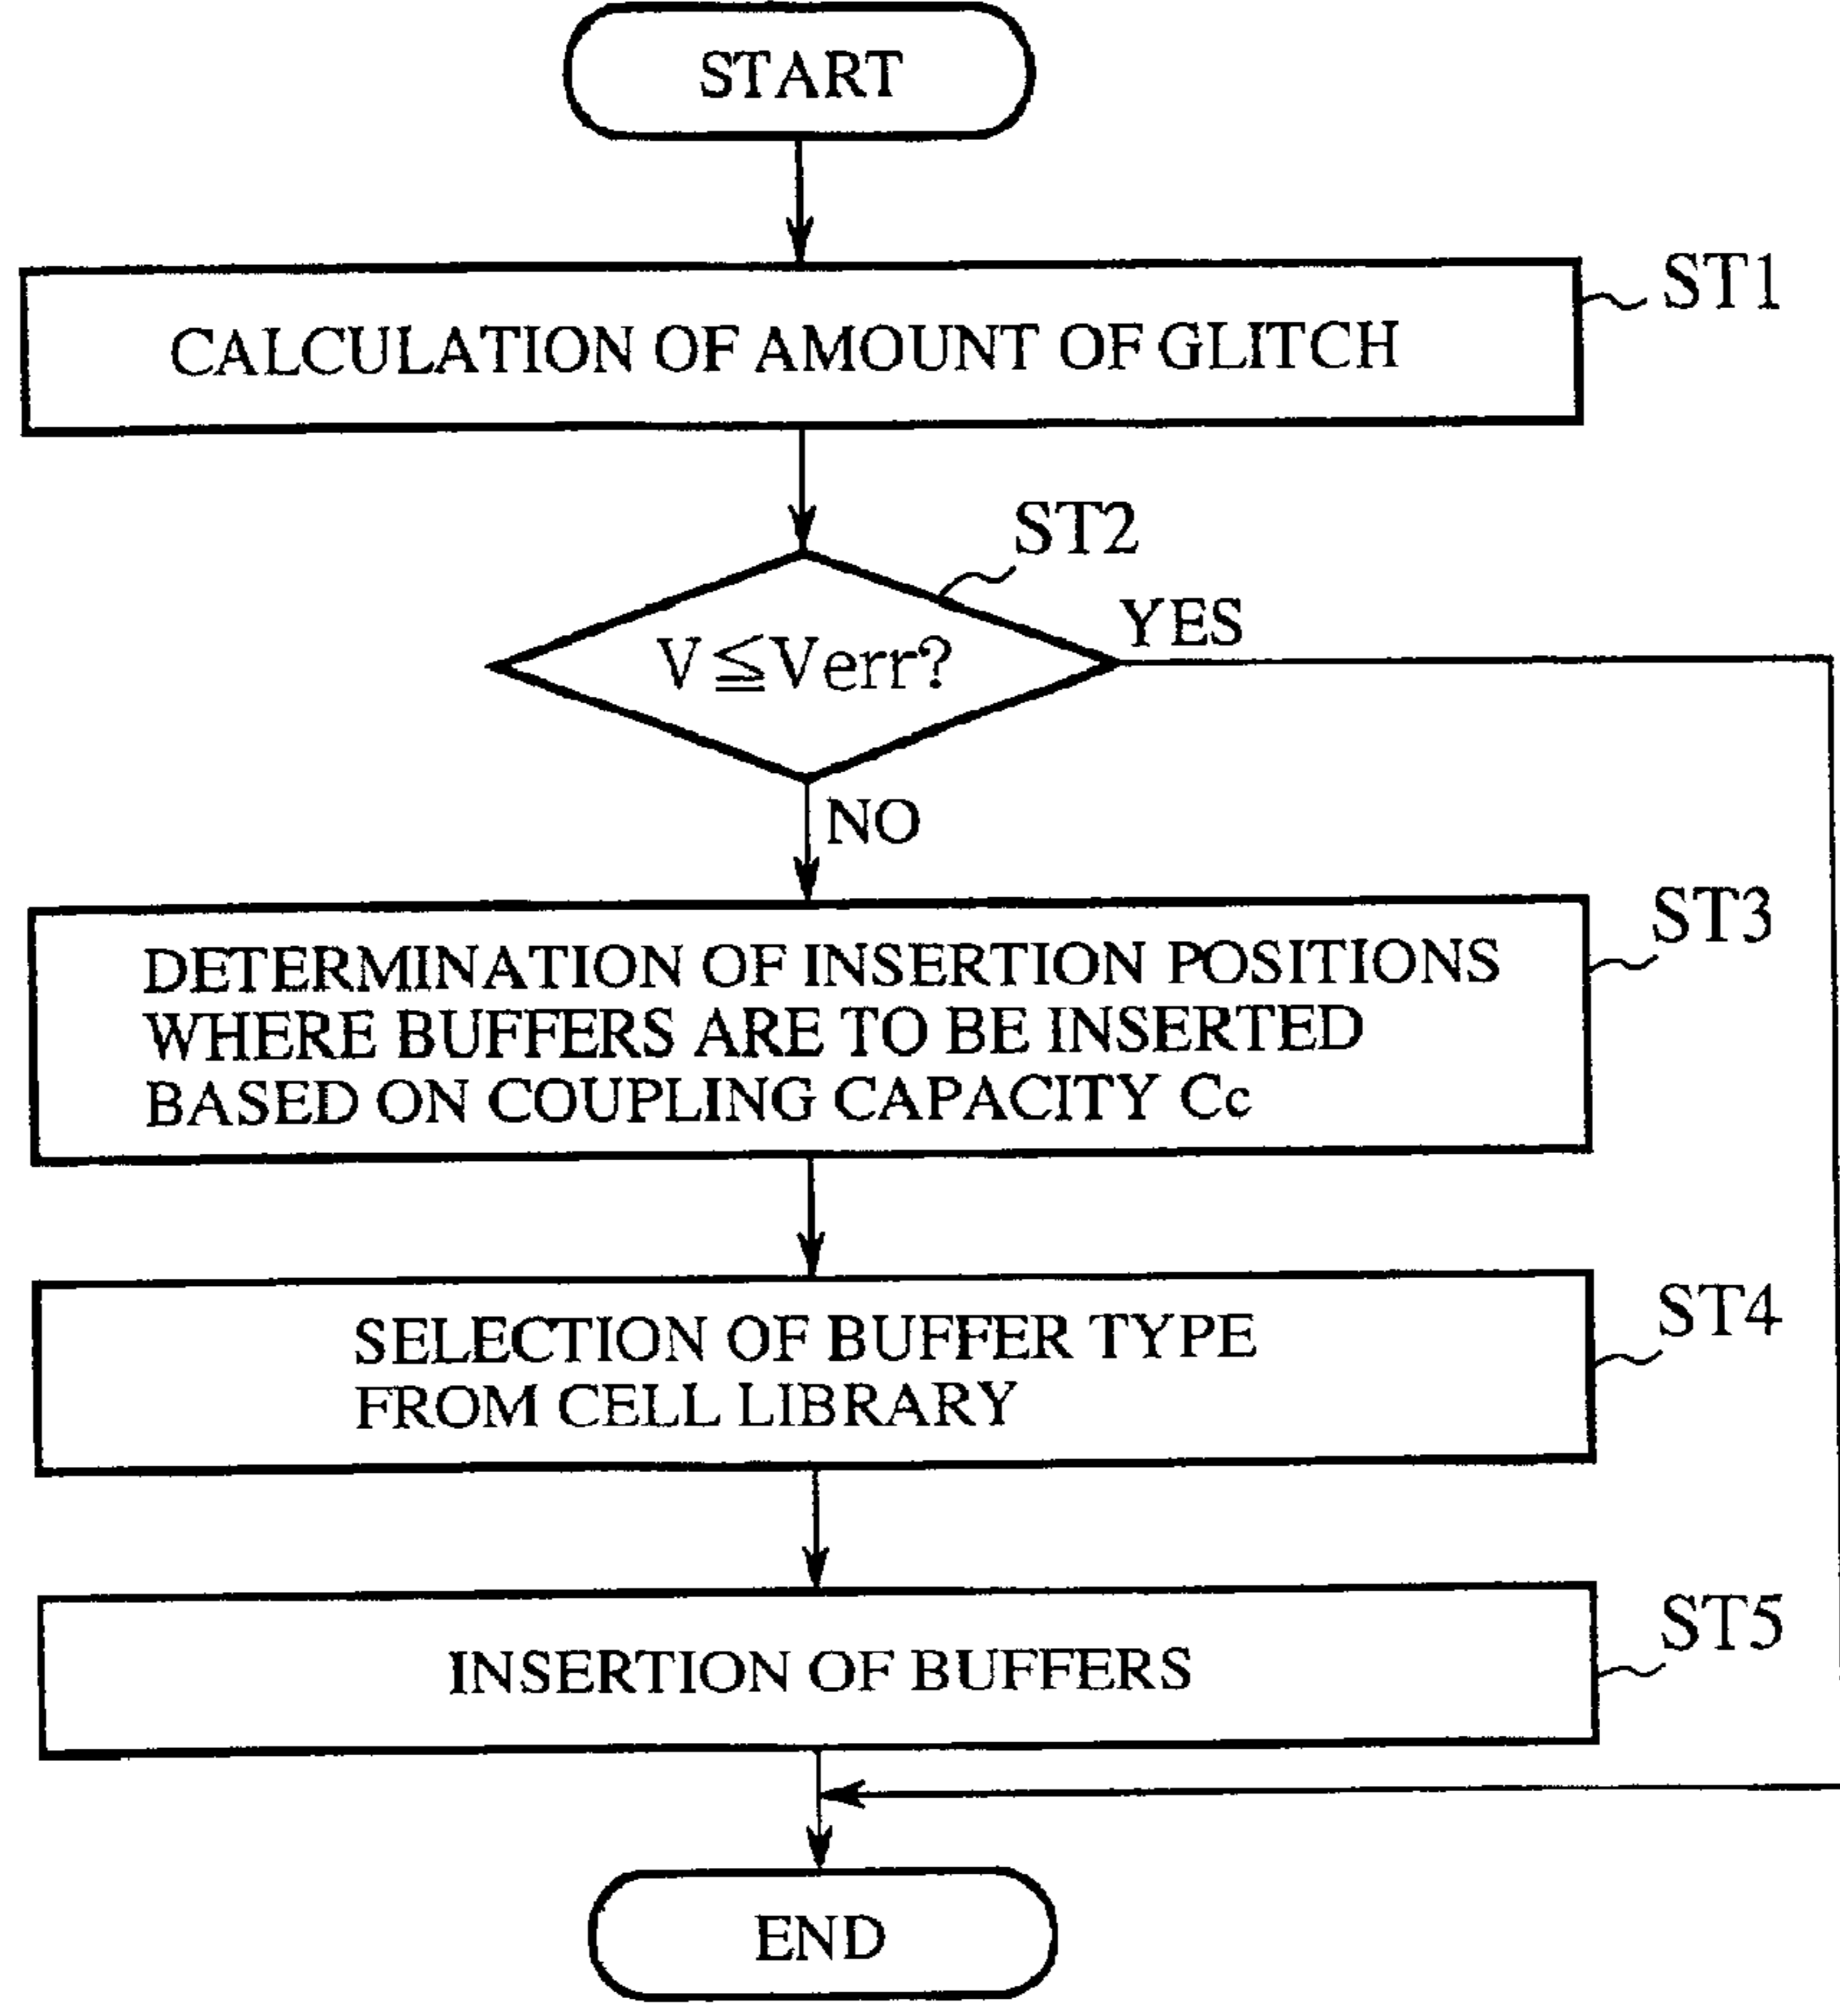 START
CALCULATION OF AMOUNT OF GLITCH
ST1
ST2
V≦Verr?
YES
NO
DETERMINATION OF INSERTION POSITIONS
WHERE BUFFERS ARE TO BE INSERTED
BASED ON COUPLING CAPACITY Cc
ST3
SELECTION OF BUFFER TYPE
FROM CELL LIBRARY
ST4
INSERTION OF BUFFERS
ST5
END